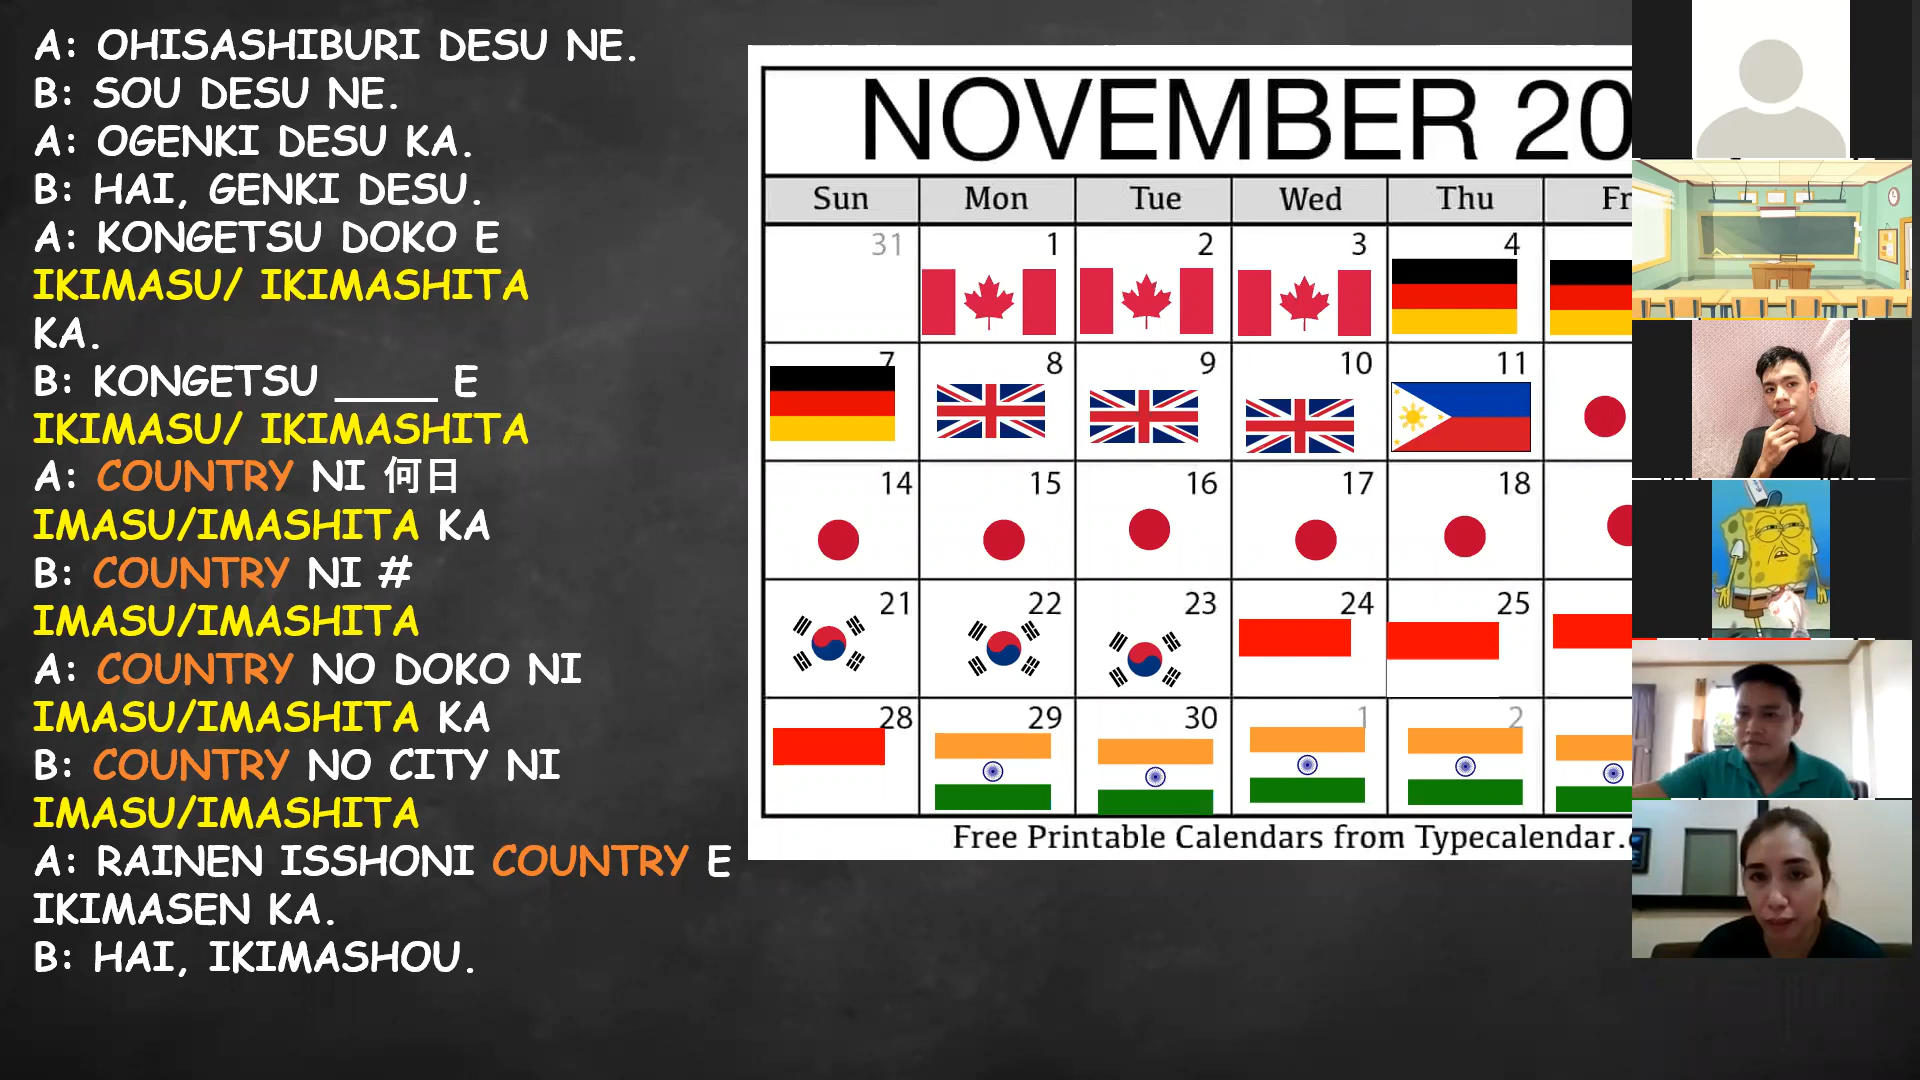 A: OHISASHIBURI DESU NE.
B: SOU DESU NE.
A: OGENKI DESU KA.
B: HAI, GENKI DESU.
A: KONGETSU DOKO E
IKIMASU/ IKIMASHITA
KA.
B: KONGETSU ____ E
IKIMASU/ IKIMASHITA
A: COUNTRY NI 何日
IMASU/IMASHITA KA
B: COUNTRY NI #
IMASU/IMASHITA
A: COUNTRY NO DOKO NI
IMASU/IMASHITA KA
B: COUNTRY NO CITY NI
IMASU/IMASHITA
A: RAINEN ISSHONI COUNTRY E
IKIMASEN KA.
B: HAI, IKIMASHOU.
NOVEMBER 20
Sun Mon Tue Wed Thu Fr
31 1 2 3 4
7 8 9 10 11
14 15 16 17 18
21 22 23 24 25
28 29 30 1 2
Free Printable Calendars from Typecalendar.